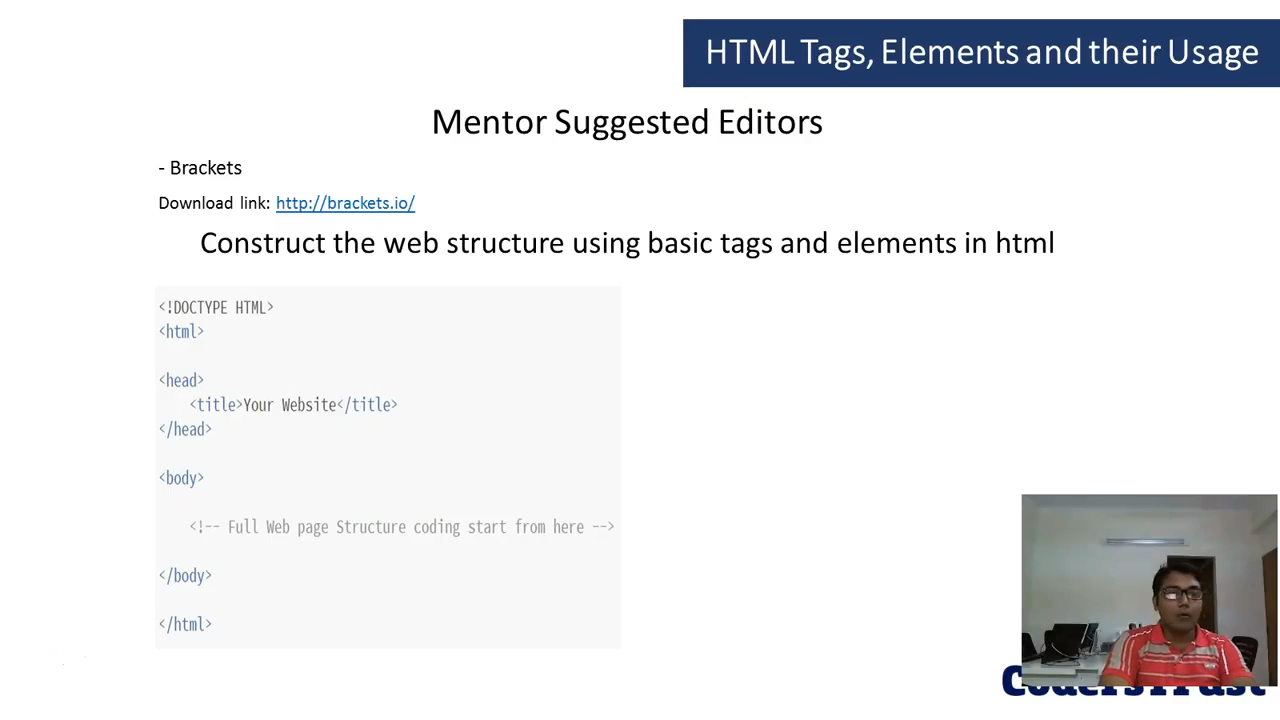 HTML Tags, Elements and their Usage
Mentor Suggested Editors
- Brackets
Download link: http://brackets.io/
Construct the web structure using basic tags and elements in html
<!DOCTYPE HTML>
<html>
<head>
<title>Your Website</title>
</head>
<body>
<!-- Full Web page Structure coding start from here -->
</body>
</html>